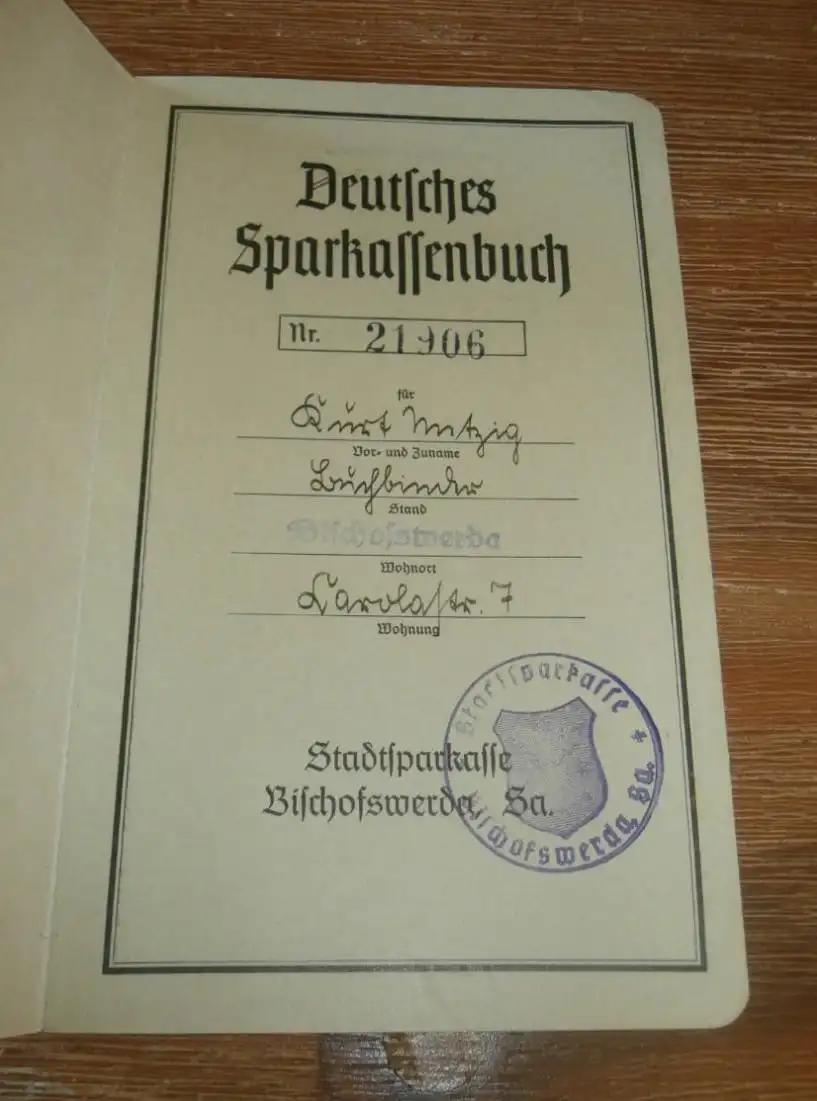 Deutsches
Sparkassenbuch
Nr. 21906
für
Kurt
Vor- und Zuname
Buchbinder
Stand
Bischofswerda
Wohnort
Carolastr. 7
Wohnung
Stadtsparkasse
Bischofswerda, Sa.
Stadtsparkasse *
Bischofswerda, Sa.